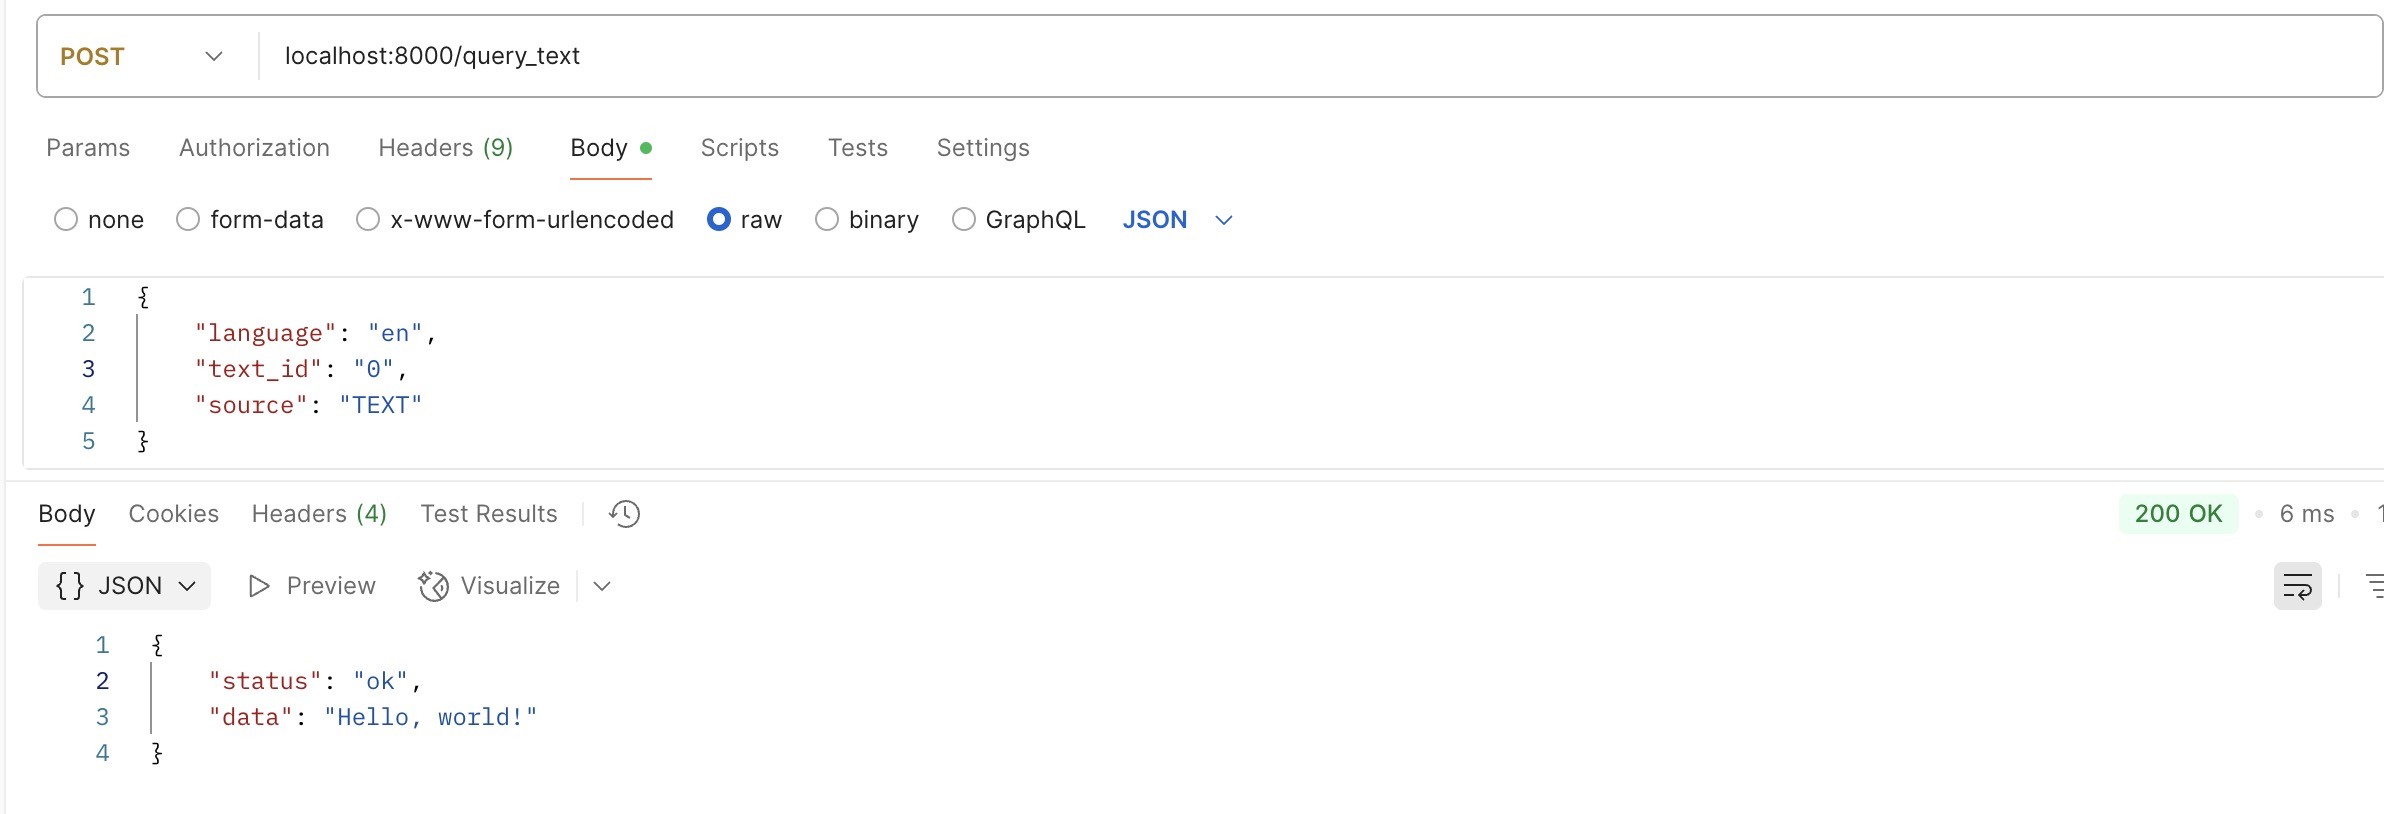 POST localhost:8000/query_text
Params Authorization Headers (9) Body Scripts Tests Settings
none form-data x-www-form-urlencoded raw binary GraphQL JSON
1 {
2 "language": "en",
3 "text_id": "0",
4 "source": "TEXT"
5 }
Body Cookies Headers (4) Test Results 200 OK • 6 ms •
{} JSON Preview Visualize
1 {
2 "status": "ok",
3 "data": "Hello, world!"
4 }